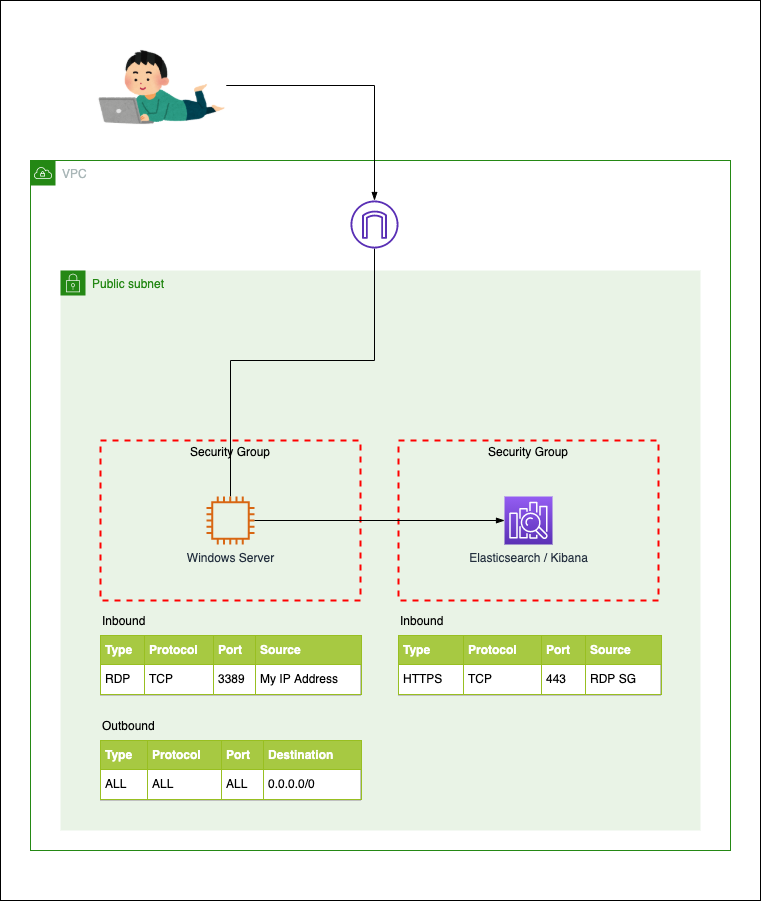 VPC
Public subnet
Security Group
Security Group
Windows Server
Elasticsearch / Kibana
Inbound
Type Protocol Port Source
RDP TCP 3389 My IP Address
Inbound
Type Protocol Port Source
HTTPS TCP 443 RDP SG
Outbound
Type Protocol Port Destination
ALL ALL ALL 0.0.0.0/0